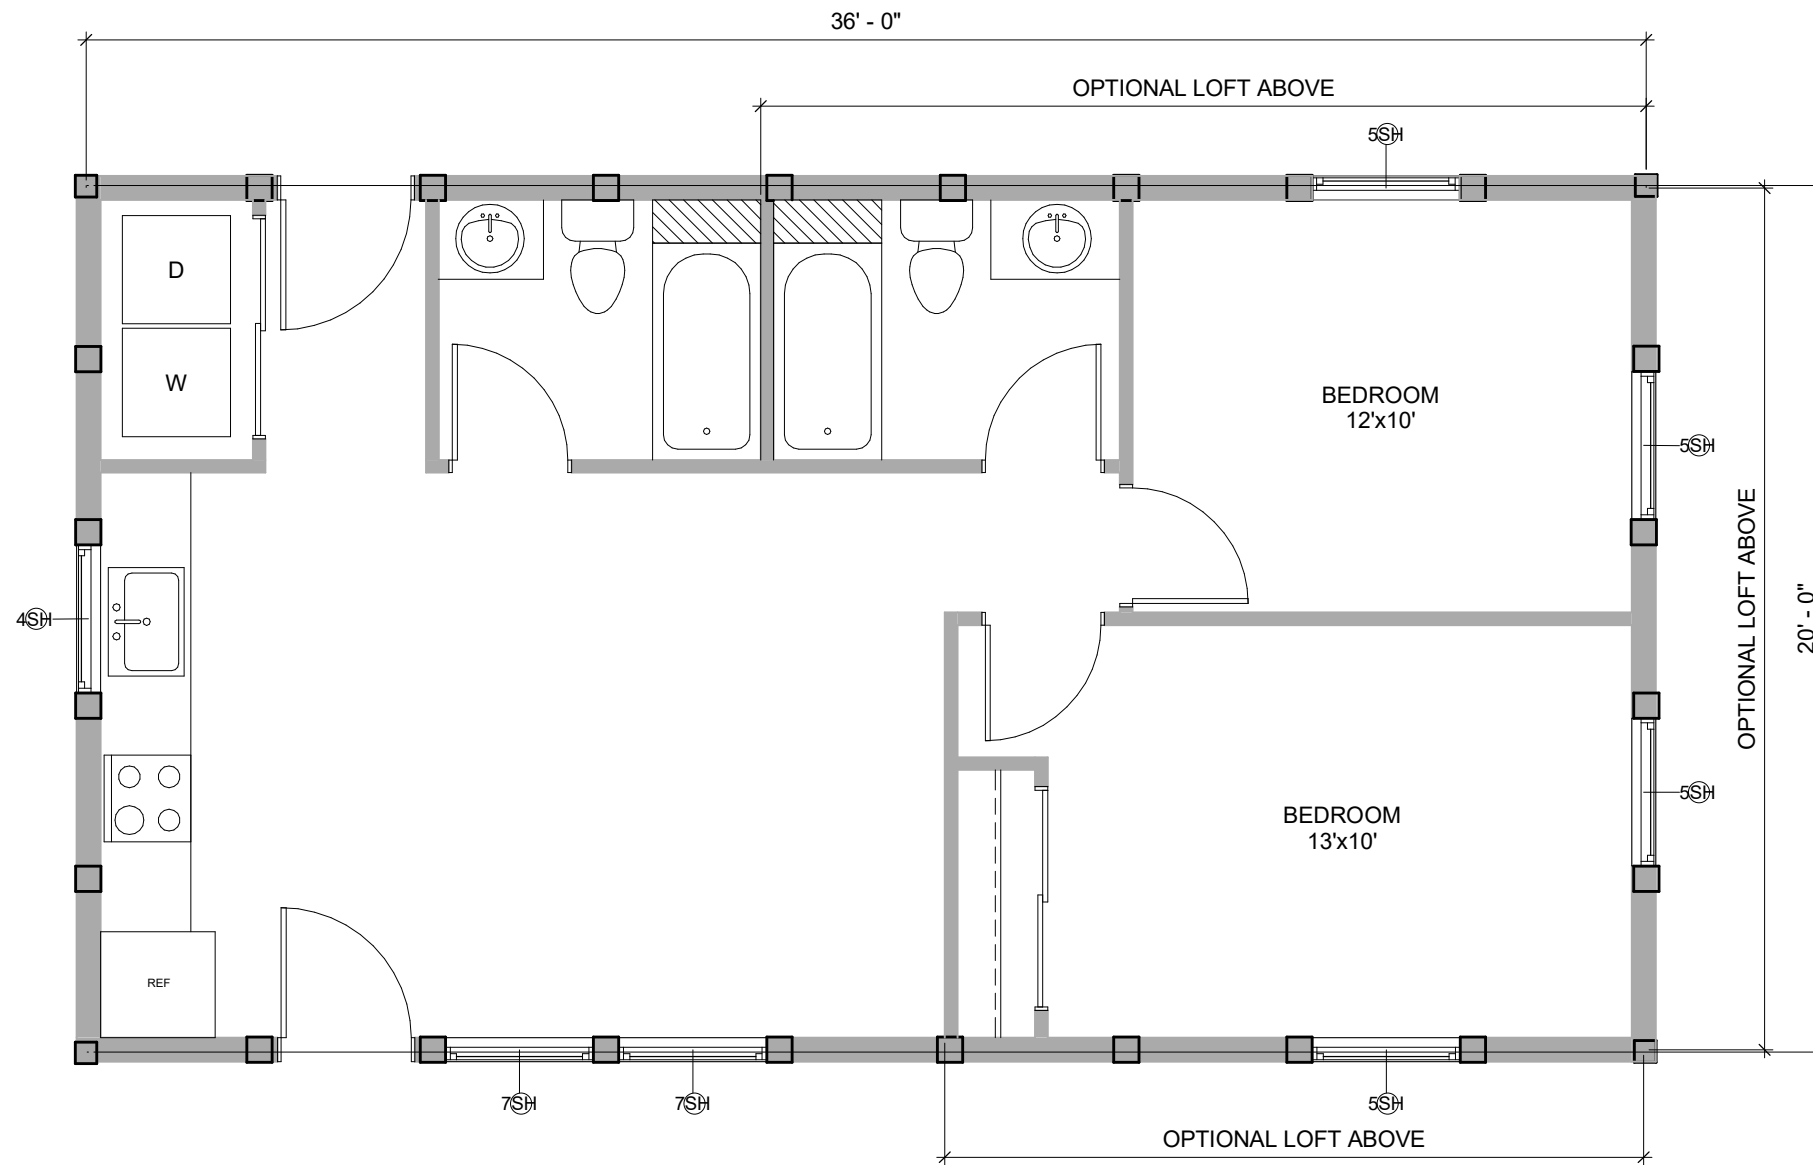 36' - 0"
OPTIONAL LOFT ABOVE
5SH
D
W
BEDROOM
12'x10'
5SH
OPTIONAL LOFT ABOVE
20' - 0"
4SH
BEDROOM
13'x10'
5SH
REF
7SH
7SH
5SH
OPTIONAL LOFT ABOVE